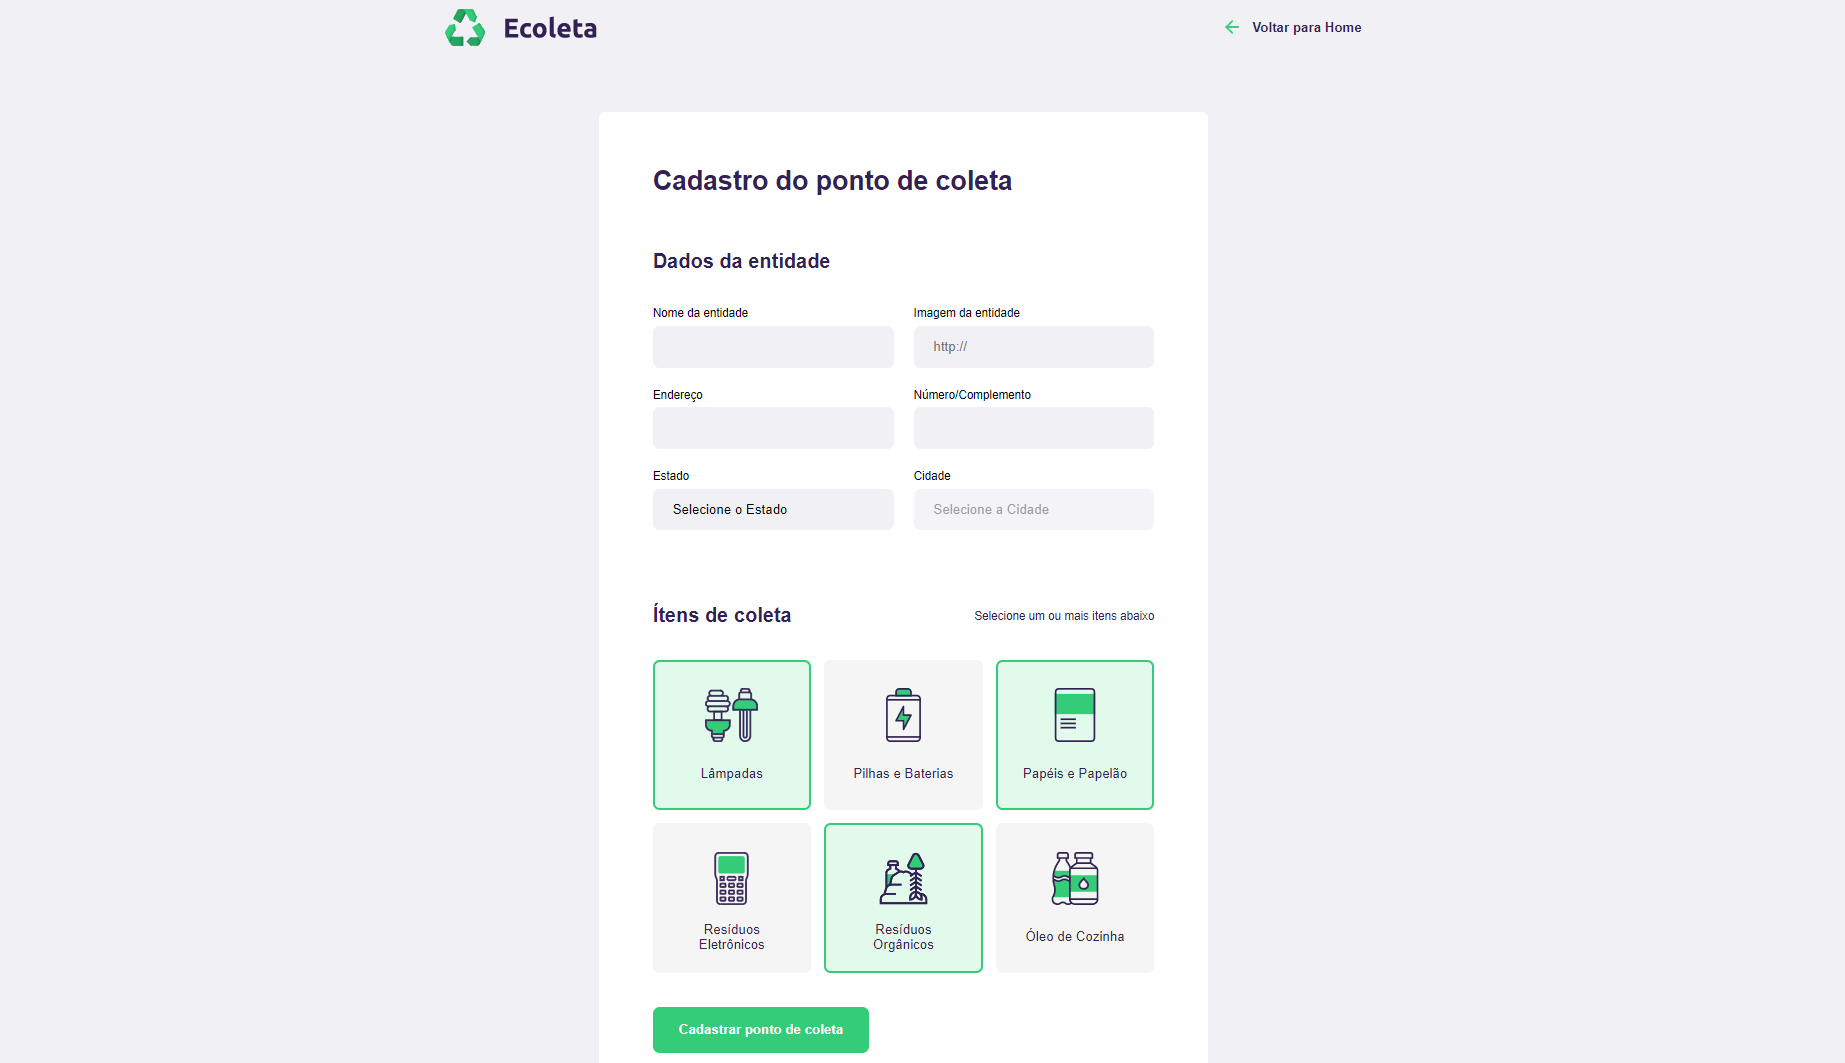 Ecoleta
Voltar para Home
Cadastro do ponto de coleta
Dados da entidade
Nome da entidade
Imagem da entidade
http://
Endereço
Número/Complemento
Estado
Cidade
Selecione o Estado
Selecione a Cidade
Ítens de coleta
Selecione um ou mais itens abaixo
Lâmpadas
Pilhas e Baterias
Papéis e Papelão
Resíduos
Eletrônicos
Resíduos
Orgânicos
Óleo de Cozinha
Cadastrar ponto de coleta